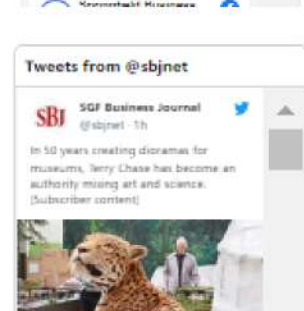 Tweets from @sbjnet
SBJ
SGF Business Journal
@sbjnet · 1h
In 50 years creating dioramas for
museums, Terry Chase has become an
authority mixing art and science.
[Subscriber content]